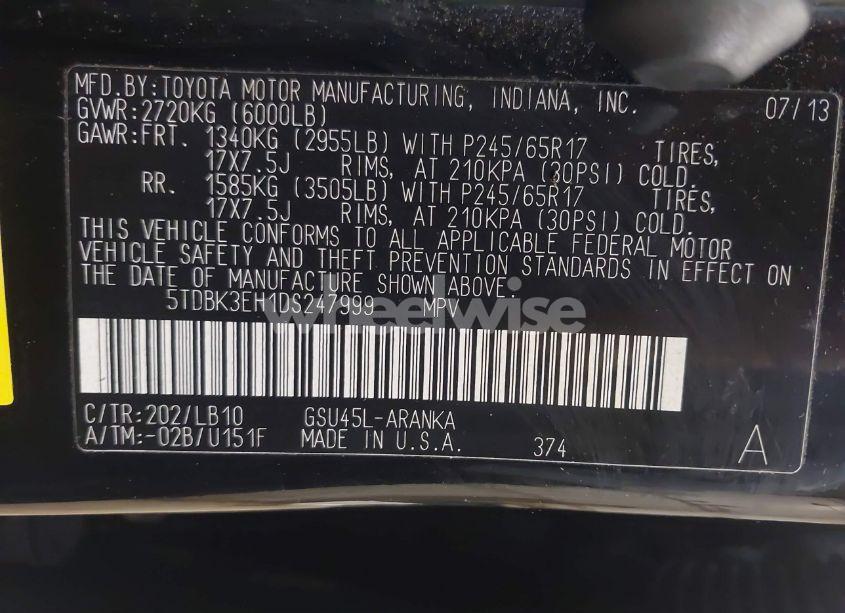 MFD.BY:TOYOTA MOTOR MANUFACTURING, INDIANA, INC. 07/13
GVWR:2720KG (6000LB)
GAWR:FRT. 1340KG (2955LB) WITH P245/65R17 TIRES,
17X7.5J RIMS, AT 210KPA (30PSI) COLD.
RR. 1585KG (3505LB) WITH P245/65R17 TIRES,
17X7.5J RIMS, AT 210KPA (30PSI) COLD.
THIS VEHICLE CONFORMS TO ALL APPLICABLE FEDERAL MOTOR
VEHICLE SAFETY AND THEFT PREVENTION STANDARDS IN EFFECT ON
THE DATE OF MANUFACTURE SHOWN ABOVE.
5TDBK3EH1DS247999 MPV
wheelwise
C/TR:202/LB10 GSU45L-ARANKA
A/TM:-02B/U151F MADE IN U.S.A. 374 A